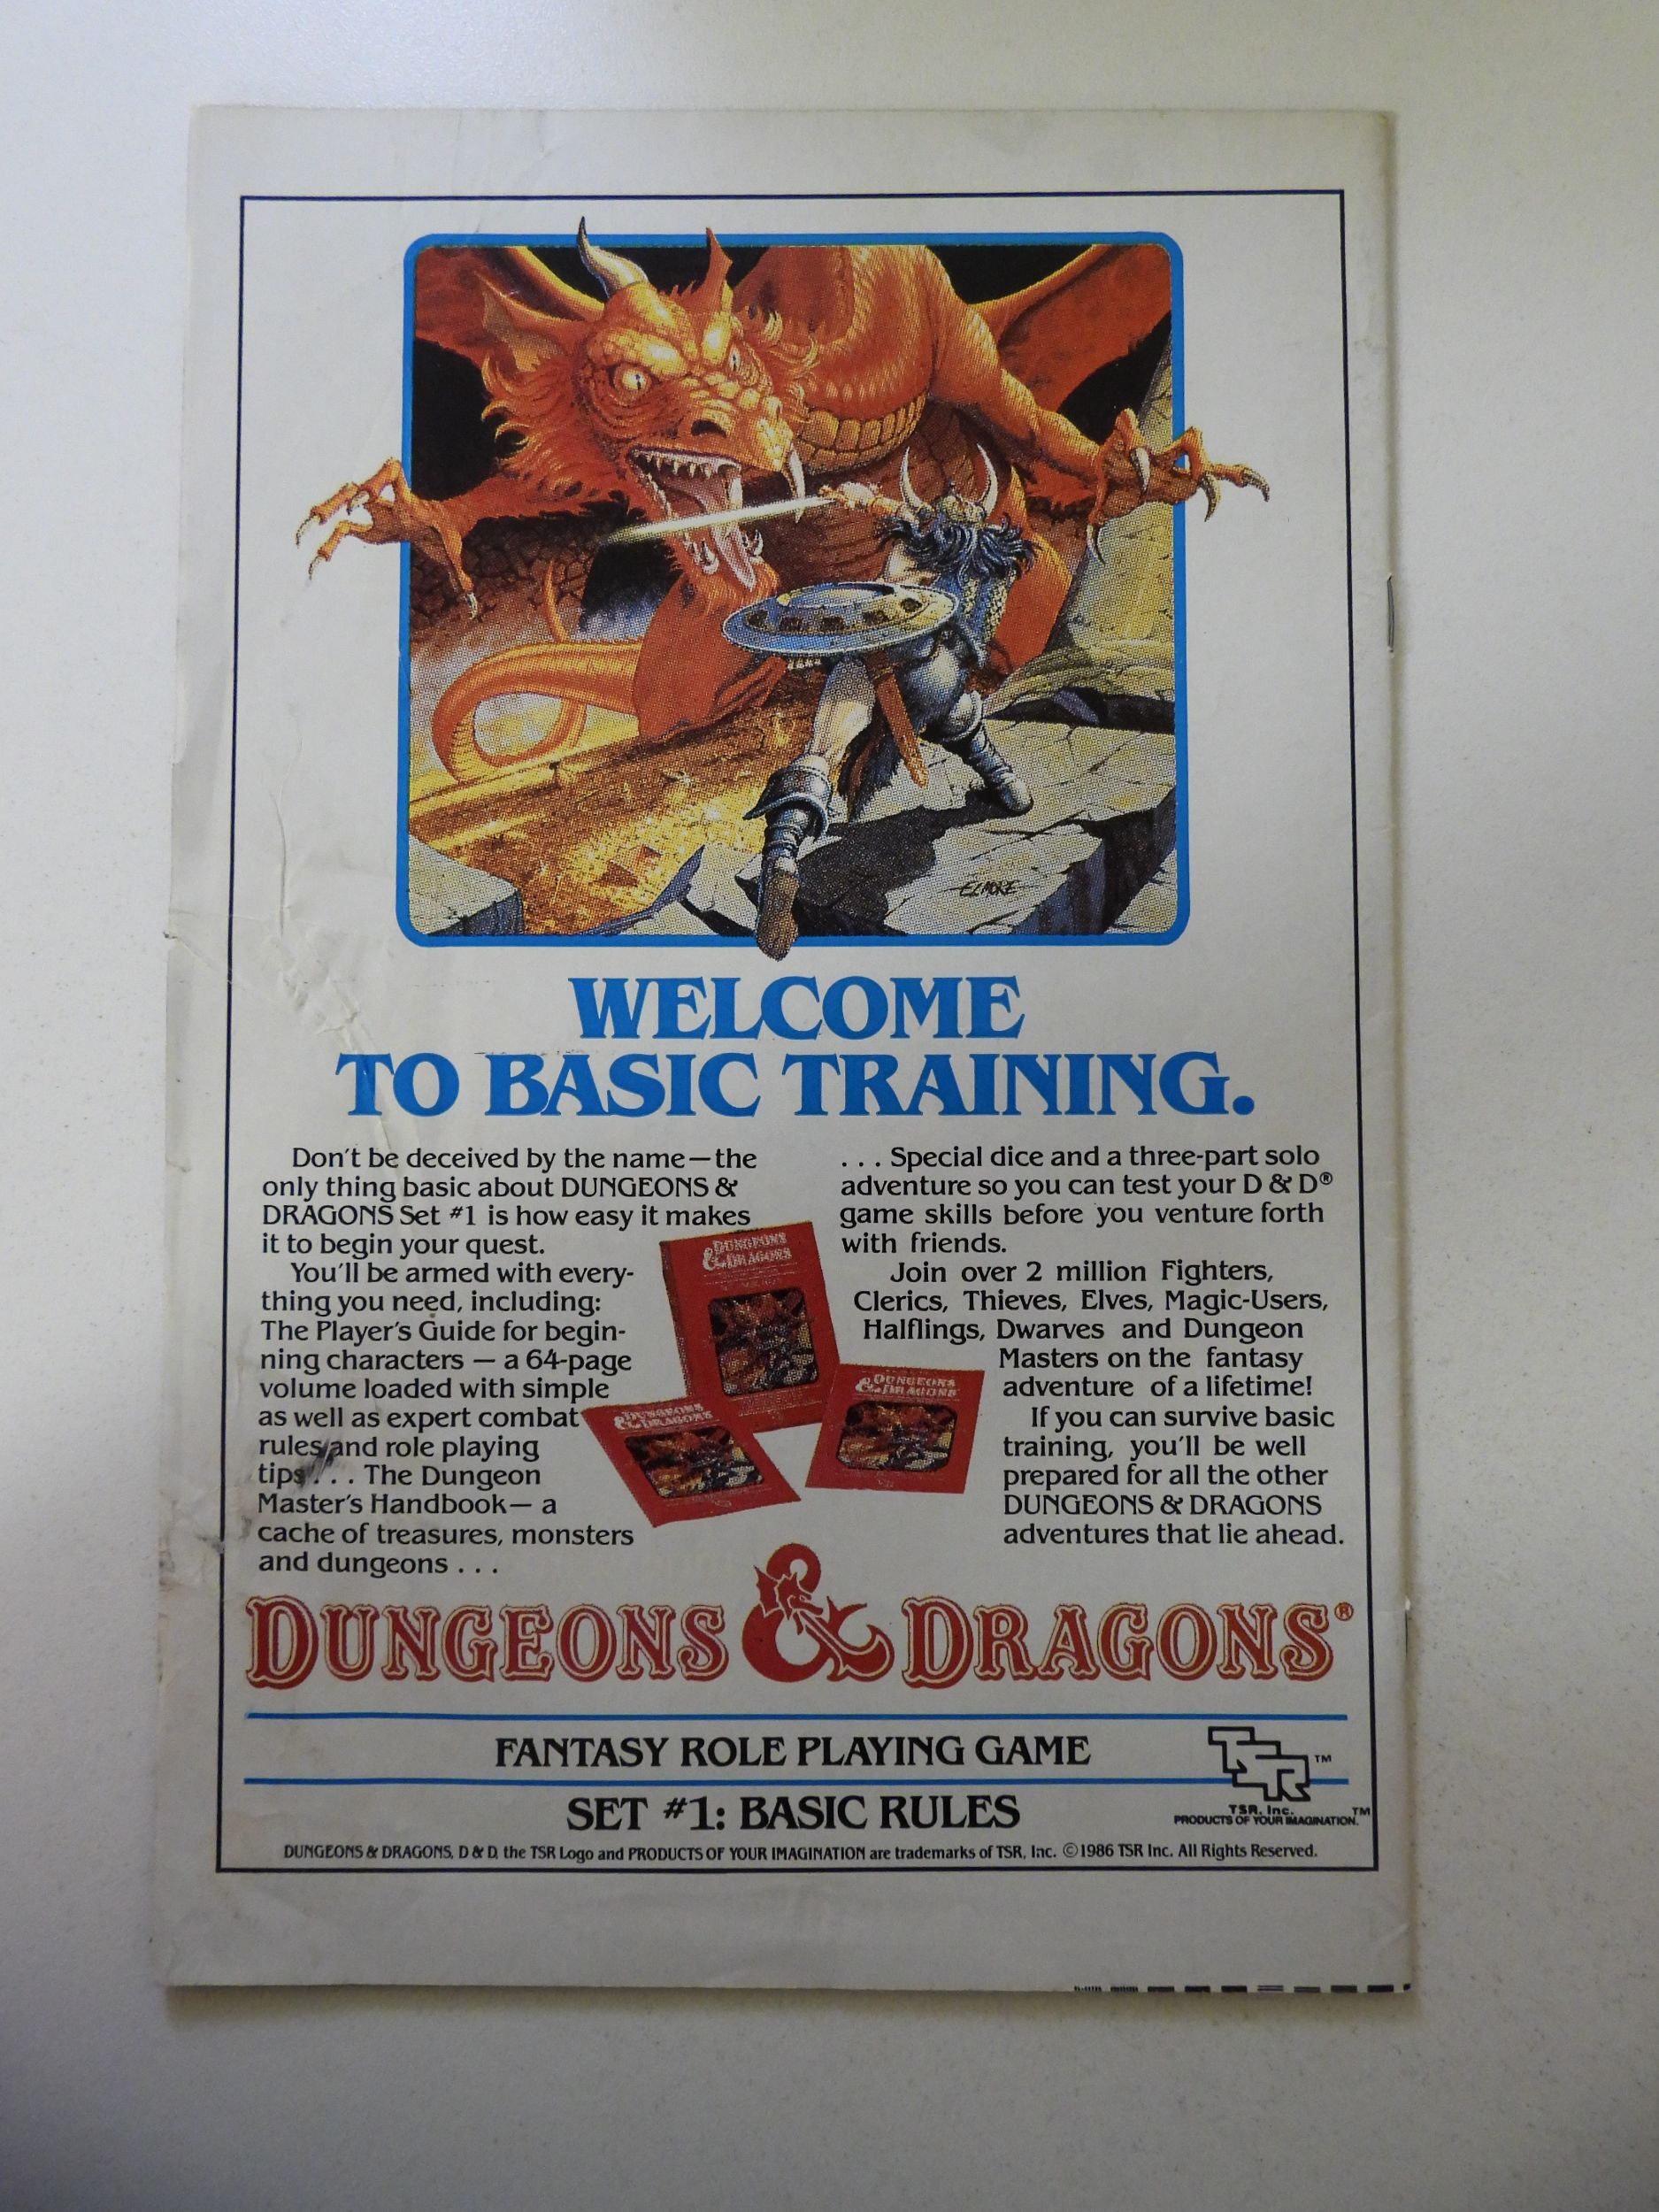 ELMORE
WELCOME
TO BASIC TRAINING.
Don't be deceived by the name—the
only thing basic about DUNGEONS &
DRAGONS Set #1 is how easy it makes
it to begin your quest.
You'll be armed with every-
thing you need, including:
The Player's Guide for begin-
ning characters — a 64-page
volume loaded with simple
as well as expert combat
rules and role playing
tips . . . The Dungeon
Master's Handbook— a
cache of treasures, monsters
and dungeons . . .
. . . Special dice and a three-part solo
adventure so you can test your D & D®
game skills before you venture forth
with friends.
Join over 2 million Fighters,
Clerics, Thieves, Elves, Magic-Users,
Halflings, Dwarves and Dungeon
Masters on the fantasy
adventure of a lifetime!
If you can survive basic
training, you'll be well
prepared for all the other
DUNGEONS & DRAGONS
adventures that lie ahead.
DUNGEONS
& DRAGONS
DUNGEONS
& DRAGONS
DUNGEONS
& DRAGONS
DUNGEONS & DRAGONS®
FANTASY ROLE PLAYING GAME
TSR™
SET #1: BASIC RULES
TSR, Inc.
PRODUCTS OF YOUR IMAGINATION.™
DUNGEONS & DRAGONS, D & D, the TSR Logo and PRODUCTS OF YOUR IMAGINATION are trademarks of TSR, Inc. ©1986 TSR Inc. All Rights Reserved.